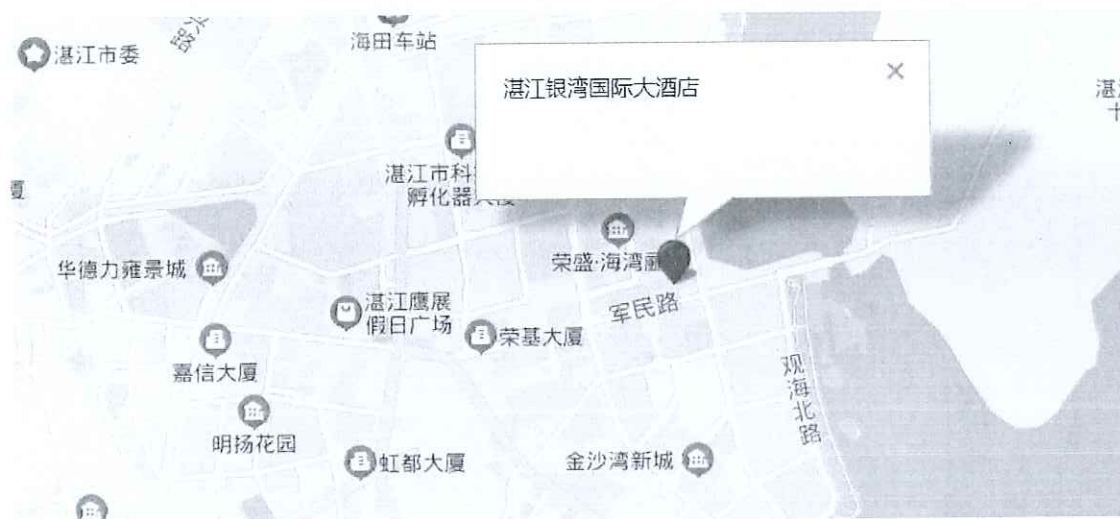 湛江市委
海田车站
湛江银湾国际大酒店
湛江市科
孵化器大楼
厦
华德力雍景城
荣盛·海湾
湛江鹰展
假日广场
军民路
荣基大厦
嘉信大厦
观海北路
明扬花园
虹都大厦
金沙湾新城